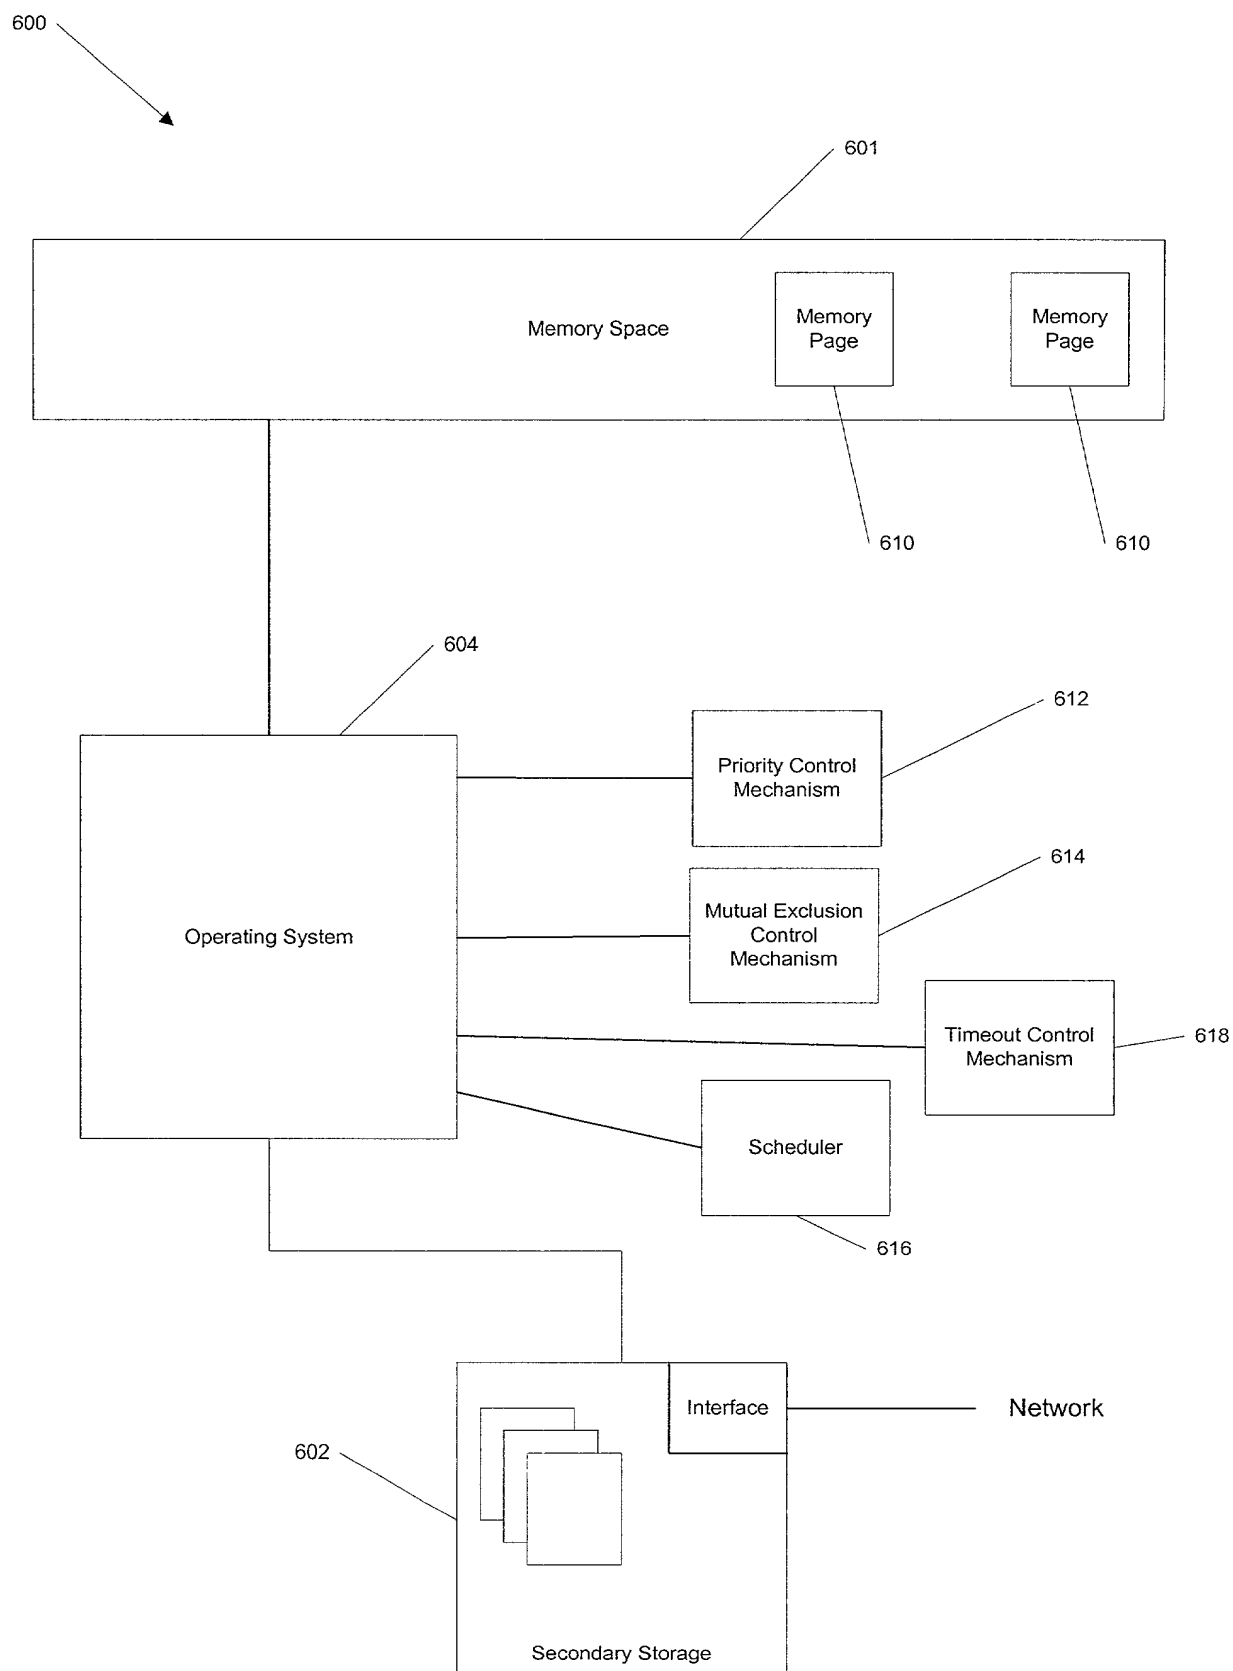 600
601
Memory Space
Memory
Page
Memory
Page
610
610
604
612
Priority Control
Mechanism
614
Mutual Exclusion
Control
Mechanism
Operating System
618
Timeout Control
Mechanism
Scheduler
616
Interface
Network
602
Secondary Storage